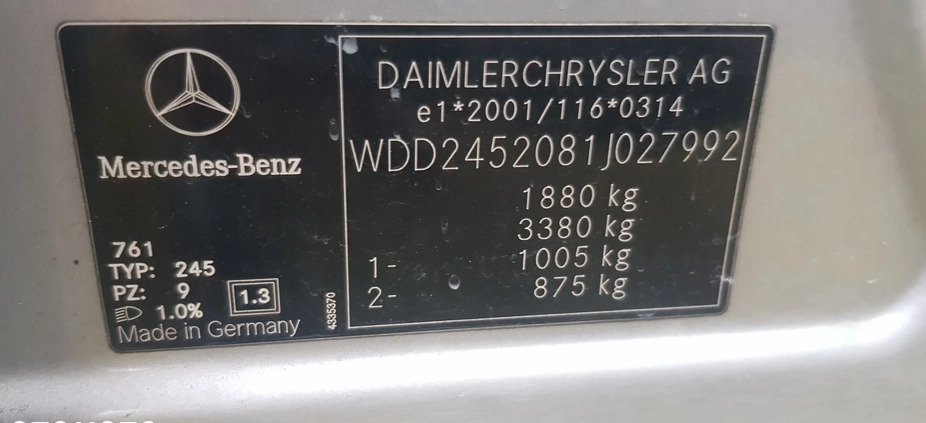 Mercedes-Benz
761
TYP: 245
PZ: 9
1.0%
1.3
Made in Germany
4335370
DAIMLERCHRYSLER AG
e1*2001/116*0314
WDD2452081J027992
1880 kg
3380 kg
1- 1005 kg
2- 875 kg